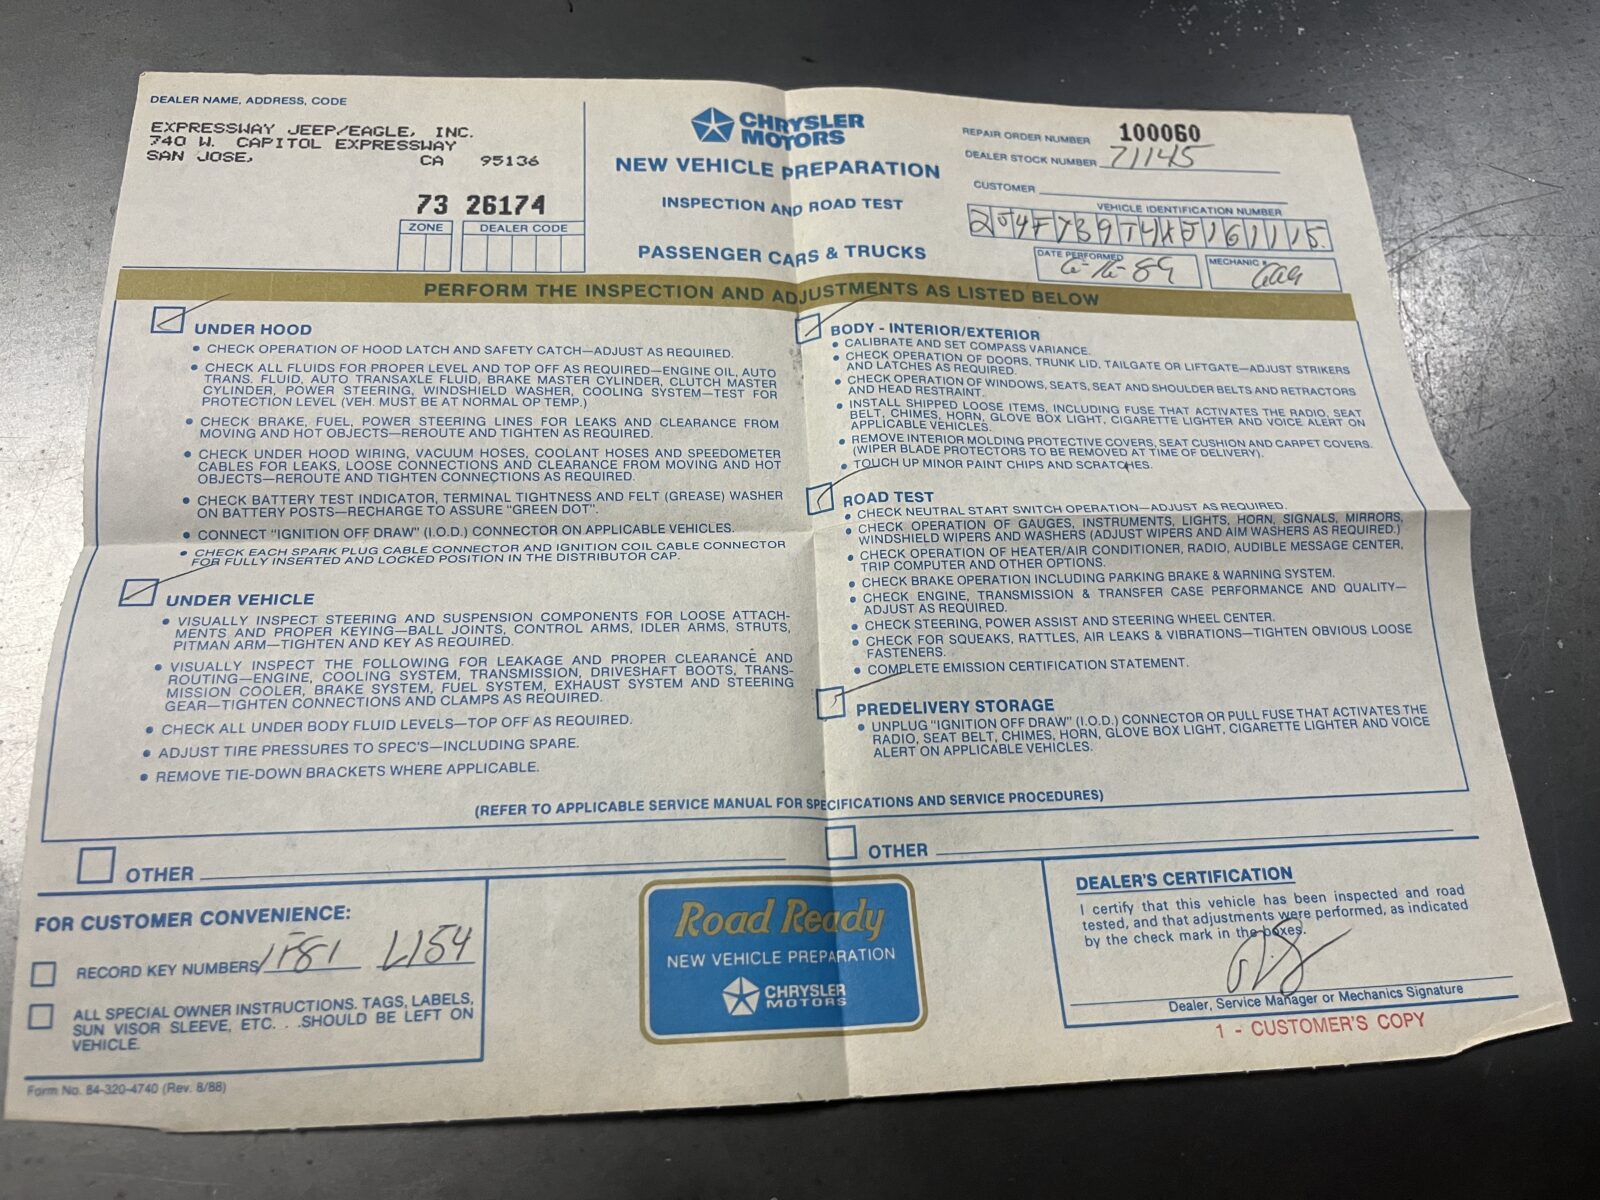 DEALER NAME, ADDRESS, CODE
EXPRESSWAY JEEP/EAGLE, INC.
740 W. CAPITOL EXPRESSWAY
SAN JOSE, CA 95136
73 26174
ZONE DEALER CODE
CHRYSLER
MOTORS
NEW VEHICLE PREPARATION
INSPECTION AND ROAD TEST
PASSENGER CARS & TRUCKS
REPAIR ORDER NUMBER 100060
DEALER STOCK NUMBER 71145
CUSTOMER
VEHICLE IDENTIFICATION NUMBER
DATE PERFORMED
MECHANIC #
PERFORM THE INSPECTION AND ADJUSTMENTS AS LISTED BELOW
UNDER HOOD
• CHECK OPERATION OF HOOD LATCH AND SAFETY CATCH—ADJUST AS REQUIRED.
• CHECK ALL FLUIDS FOR PROPER LEVEL AND TOP OFF AS REQUIRED—ENGINE OIL, AUTO
TRANS. FLUID, AUTO TRANSAXLE FLUID, BRAKE MASTER CYLINDER, CLUTCH MASTER
CYLINDER, POWER STEERING, WINDSHIELD WASHER, COOLING SYSTEM—TEST FOR
PROTECTION LEVEL (VEH. MUST BE AT NORMAL OP TEMP.)
• CHECK BRAKE, FUEL, POWER STEERING LINES FOR LEAKS AND CLEARANCE FROM
MOVING AND HOT OBJECTS—REROUTE AND TIGHTEN AS REQUIRED.
• CHECK UNDER HOOD WIRING, VACUUM HOSES, COOLANT HOSES AND SPEEDOMETER
CABLES FOR LEAKS, LOOSE CONNECTIONS AND CLEARANCE FROM MOVING AND HOT
OBJECTS—REROUTE AND TIGHTEN CONNECTIONS AS REQUIRED.
• CHECK BATTERY TEST INDICATOR, TERMINAL TIGHTNESS AND FELT (GREASE) WASHER
ON BATTERY POSTS—RECHARGE TO ASSURE "GREEN DOT".
• CONNECT "IGNITION OFF DRAW" (I.O.D.) CONNECTOR ON APPLICABLE VEHICLES.
• CHECK EACH SPARK PLUG CABLE CONNECTOR AND IGNITION COIL CABLE CONNECTOR
FOR FULLY INSERTED AND LOCKED POSITION IN THE DISTRIBUTOR CAP.
UNDER VEHICLE
• VISUALLY INSPECT STEERING AND SUSPENSION COMPONENTS FOR LOOSE ATTACH-
MENTS AND PROPER KEYING—BALL JOINTS, CONTROL ARMS, IDLER ARMS, STRUTS,
PITMAN ARM—TIGHTEN AND KEY AS REQUIRED.
• VISUALLY INSPECT THE FOLLOWING FOR LEAKAGE AND PROPER CLEARANCE AND
ROUTING—ENGINE, COOLING SYSTEM, TRANSMISSION, DRIVESHAFT BOOTS, TRANS-
MISSION COOLER, BRAKE SYSTEM, FUEL SYSTEM, EXHAUST SYSTEM AND STEERING
GEAR—TIGHTEN CONNECTIONS AND CLAMPS AS REQUIRED.
• CHECK ALL UNDER BODY FLUID LEVELS—TOP OFF AS REQUIRED.
• ADJUST TIRE PRESSURES TO SPEC'S—INCLUDING SPARE.
• REMOVE TIE-DOWN BRACKETS WHERE APPLICABLE.
BODY - INTERIOR/EXTERIOR
• CALIBRATE AND SET COMPASS VARIANCE.
• CHECK OPERATION OF DOORS, TRUNK LID, TAILGATE OR LIFTGATE—ADJUST STRIKERS
AND LATCHES AS REQUIRED.
• CHECK OPERATION OF WINDOWS, SEATS, SEAT AND SHOULDER BELTS AND RETRACTORS
AND HEAD RESTRAINT.
• INSTALL SHIPPED LOOSE ITEMS, INCLUDING FUSE THAT ACTIVATES THE RADIO, SEAT
BELT, CHIMES, HORN, GLOVE BOX LIGHT, CIGARETTE LIGHTER AND VOICE ALERT ON
APPLICABLE VEHICLES.
• REMOVE INTERIOR MOLDING PROTECTIVE COVERS, SEAT CUSHION AND CARPET COVERS.
(WIPER BLADE PROTECTORS TO BE REMOVED AT TIME OF DELIVERY).
• TOUCH UP MINOR PAINT CHIPS AND SCRATCHES.
ROAD TEST
• CHECK NEUTRAL START SWITCH OPERATION—ADJUST AS REQUIRED.
• CHECK OPERATION OF GAUGES, INSTRUMENTS, LIGHTS, HORN, SIGNALS, MIRRORS,
WINDSHIELD WIPERS AND WASHERS (ADJUST WIPERS AND AIM WASHERS AS REQUIRED.)
• CHECK OPERATION OF HEATER/AIR CONDITIONER, RADIO, AUDIBLE MESSAGE CENTER,
TRIP COMPUTER AND OTHER OPTIONS.
• CHECK BRAKE OPERATION INCLUDING PARKING BRAKE & WARNING SYSTEM.
• CHECK ENGINE, TRANSMISSION & TRANSFER CASE PERFORMANCE AND QUALITY—
ADJUST AS REQUIRED.
• CHECK STEERING, POWER ASSIST AND STEERING WHEEL CENTER.
• CHECK FOR SQUEAKS, RATTLES, AIR LEAKS & VIBRATIONS—TIGHTEN OBVIOUS LOOSE
FASTENERS.
• COMPLETE EMISSION CERTIFICATION STATEMENT.
PREDELIVERY STORAGE
• UNPLUG "IGNITION OFF DRAW" (I.O.D.) CONNECTOR OR PULL FUSE THAT ACTIVATES THE
RADIO, SEAT BELT, CHIMES, HORN, GLOVE BOX LIGHT, CIGARETTE LIGHTER AND VOICE
ALERT ON APPLICABLE VEHICLES.
(REFER TO APPLICABLE SERVICE MANUAL FOR SPECIFICATIONS AND SERVICE PROCEDURES)
OTHER
OTHER
FOR CUSTOMER CONVENIENCE:
RECORD KEY NUMBERS L154
ALL SPECIAL OWNER INSTRUCTIONS. TAGS, LABELS,
SUN VISOR SLEEVE, ETC. . .SHOULD BE LEFT ON
VEHICLE.
Form No. 84-320-4740 (Rev. 8/88)
Road Ready
NEW VEHICLE PREPARATION
CHRYSLER
MOTORS
DEALER'S CERTIFICATION
I certify that this vehicle has been inspected and road
tested, and that adjustments were performed, as indicated
by the check mark in the boxes.
Dealer, Service Manager or Mechanics Signature
1 - CUSTOMER'S COPY